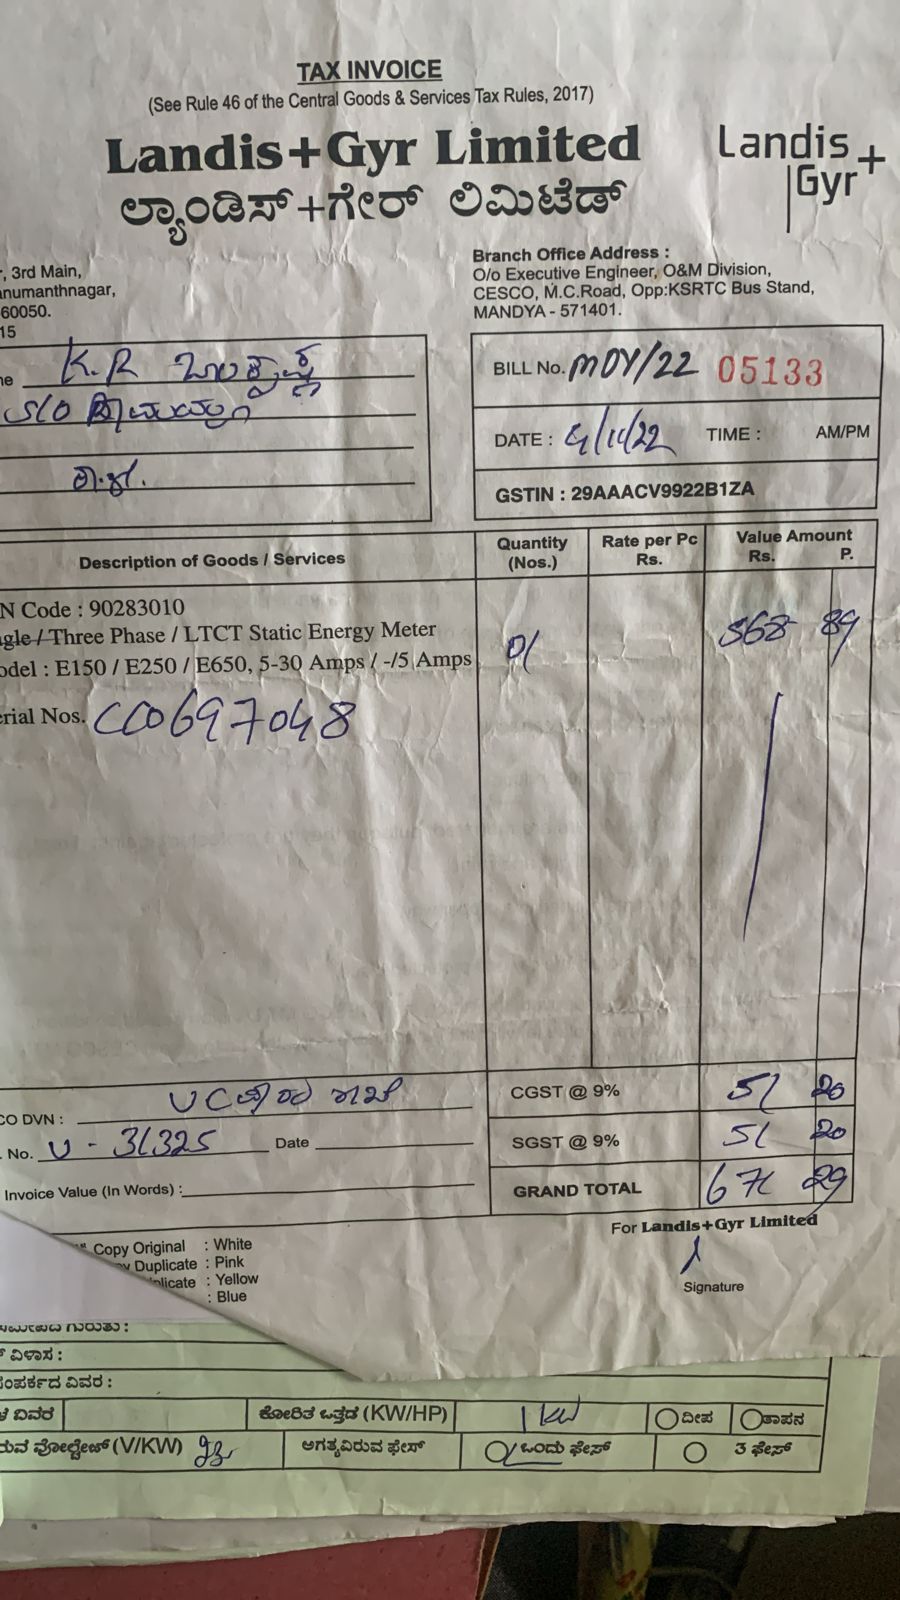 TAX INVOICE
(See Rule 46 of the Central Goods & Services Tax Rules, 2017)
Landis+Gyr Limited
ಲ್ಯಾಂಡಿಸ್+ಗೇರ್ ಲಿಮಿಟೆಡ್
Landis
Gyr+
, 3rd Main,
anumanthnagar,
60050.
15
Branch Office Address :
O/o Executive Engineer, O&M Division,
CESCO, M.C.Road, Opp:KSRTC Bus Stand,
MANDYA - 571401.
K.R
S/O
BILL No. MDY/22 05133
DATE : 4/11/22 TIME : AM/PM
GSTIN : 29AAACV9922B1ZA
Description of Goods / Services
Quantity (Nos.)
Rate per Pc Rs.
Value Amount
Rs. P.
N Code : 90283010
ngle / Three Phase / LTCT Static Energy Meter
odel : E150 / E250 / E650, 5-30 Amps / -/5 Amps
01
568 89
erial Nos. CC0697048
CO DVN :
. No. U - 31325 Date
Invoice Value (In Words) :
CGST @ 9% 51 20
SGST @ 9% 51 20
GRAND TOTAL 671 29
For Landis+Gyr Limited
Signature
Copy Original : White
Duplicate : Pink
plicate : Yellow
: Blue
ವಿಳಾಸ :
ಸಂಪರ್ಕದ ವಿವರ :
ವಿವರ
ಕೋರಿತ ಒತ್ತಡ (KW/HP) 1 KW
ದೀಪ
ತಾಪನ
ರುವ ವೋಲ್ಟೇಜ್ (V/KW)
ಅಗತ್ಯವಿರುವ ಫೇಸ್
ಒಂದು ಫೇಸ್
3 ಫೇಸ್